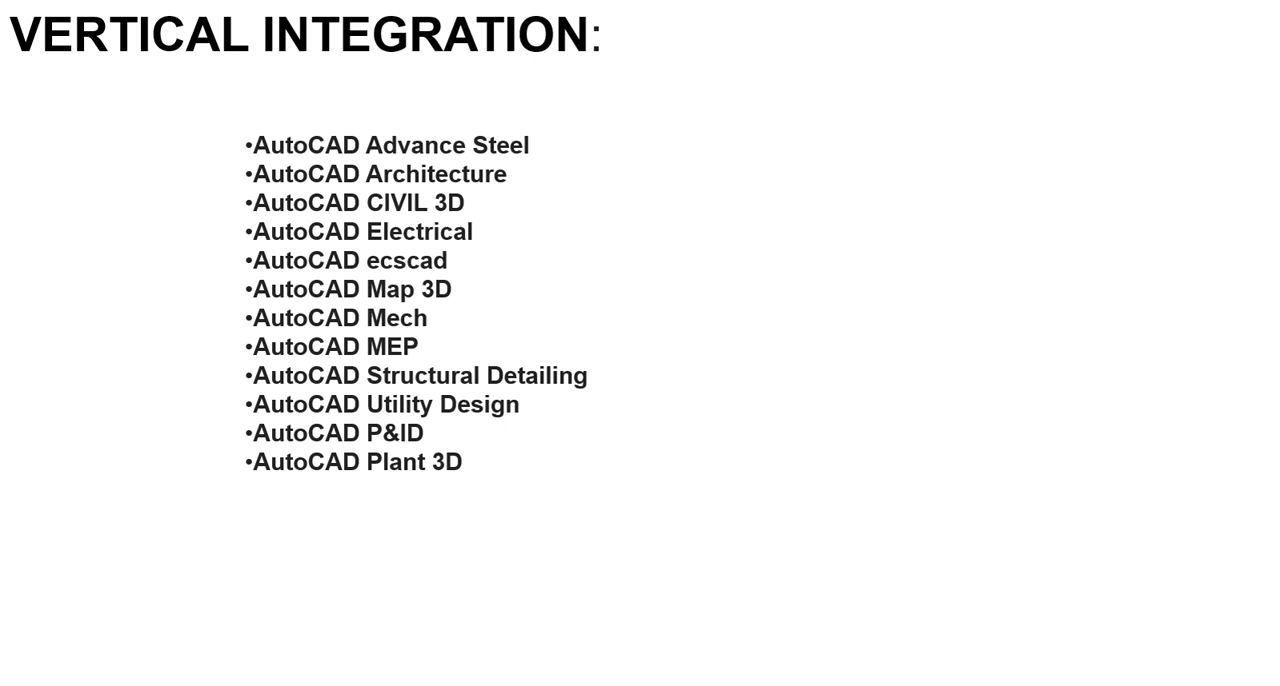 VERTICAL INTEGRATION:
•AutoCAD Advance Steel
•AutoCAD Architecture
•AutoCAD CIVIL 3D
•AutoCAD Electrical
•AutoCAD ecscad
•AutoCAD Map 3D
•AutoCAD Mech
•AutoCAD MEP
•AutoCAD Structural Detailing
•AutoCAD Utility Design
•AutoCAD P&ID
•AutoCAD Plant 3D